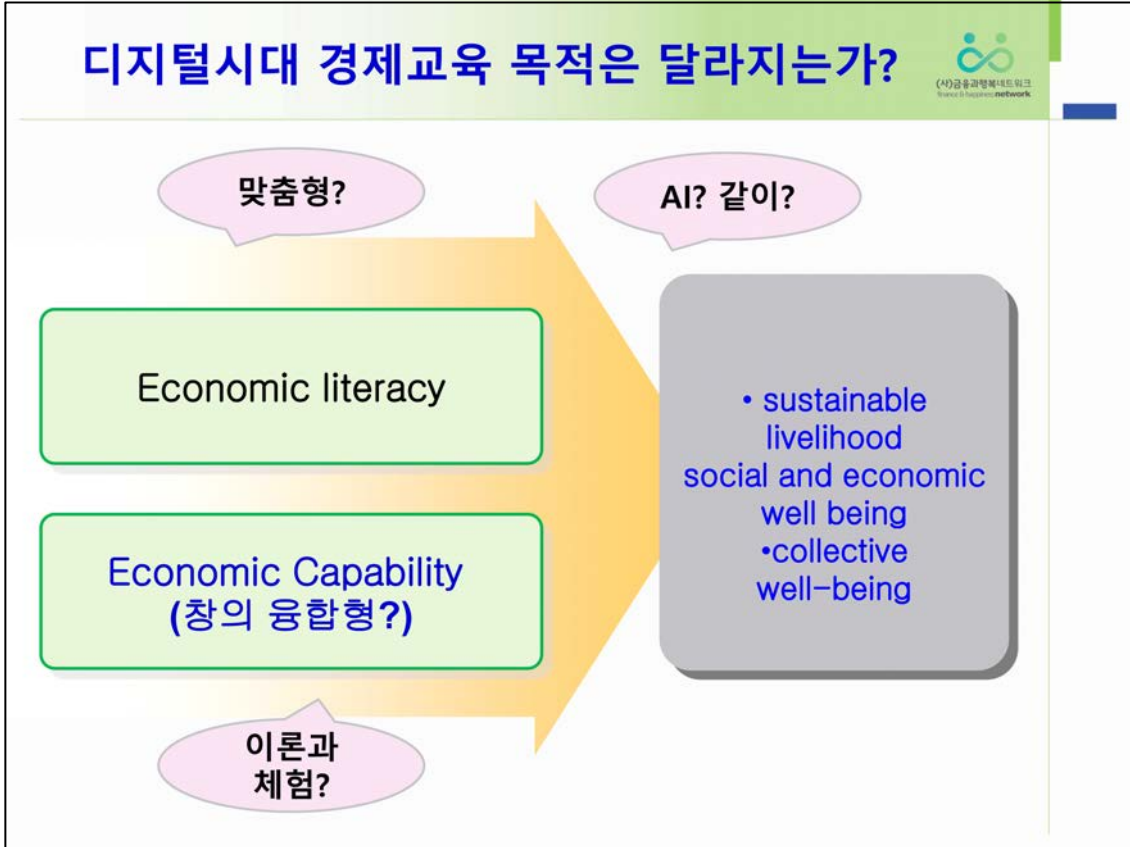 디지털시대 경제교육 목적은 달라지는가?
(사)금융과행복네트워크
finance & happiness network
맞춤형?
AI? 같이?
Economic literacy
Economic Capability
(창의 융합형?)
• sustainable
livelihood
social and economic
well being
•collective
well-being
이론과
체험?